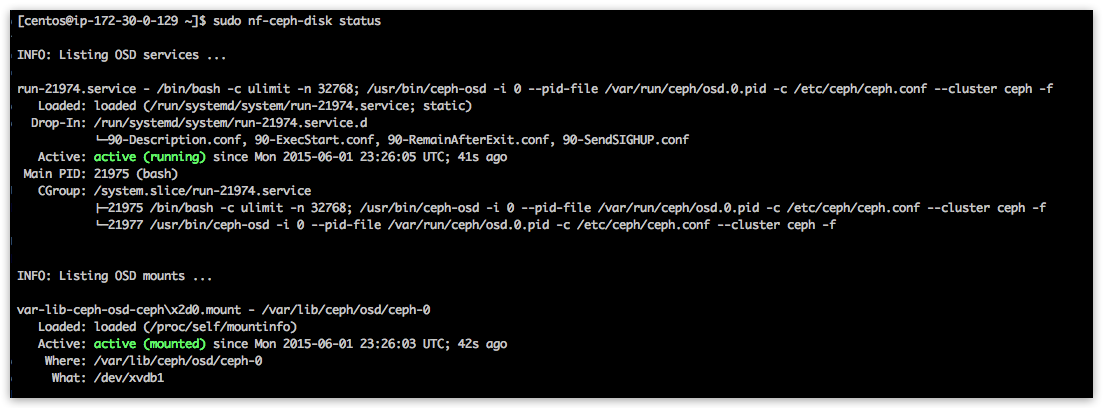 [centos@ip-172-30-0-129 ~]$ sudo nf-ceph-disk status
INFO: Listing OSD services ...
run-21974.service - /bin/bash -c ulimit -n 32768; /usr/bin/ceph-osd -i 0 --pid-file /var/run/ceph/osd.0.pid -c /etc/ceph/ceph.conf --cluster ceph -f
Loaded: loaded (/run/systemd/system/run-21974.service; static)
Drop-In: /run/systemd/system/run-21974.service.d
└─90-Description.conf, 90-ExecStart.conf, 90-RemainAfterExit.conf, 90-SendSIGHUP.conf
Active: active (running) since Mon 2015-06-01 23:26:05 UTC; 41s ago
Main PID: 21975 (bash)
CGroup: /system.slice/run-21974.service
├─21975 /bin/bash -c ulimit -n 32768; /usr/bin/ceph-osd -i 0 --pid-file /var/run/ceph/osd.0.pid -c /etc/ceph/ceph.conf --cluster ceph -f
└─21977 /usr/bin/ceph-osd -i 0 --pid-file /var/run/ceph/osd.0.pid -c /etc/ceph/ceph.conf --cluster ceph -f
INFO: Listing OSD mounts ...
var-lib-ceph-osd-ceph\x2d0.mount - /var/lib/ceph/osd/ceph-0
Loaded: loaded (/proc/self/mountinfo)
Active: active (mounted) since Mon 2015-06-01 23:26:03 UTC; 42s ago
Where: /var/lib/ceph/osd/ceph-0
What: /dev/xvdb1